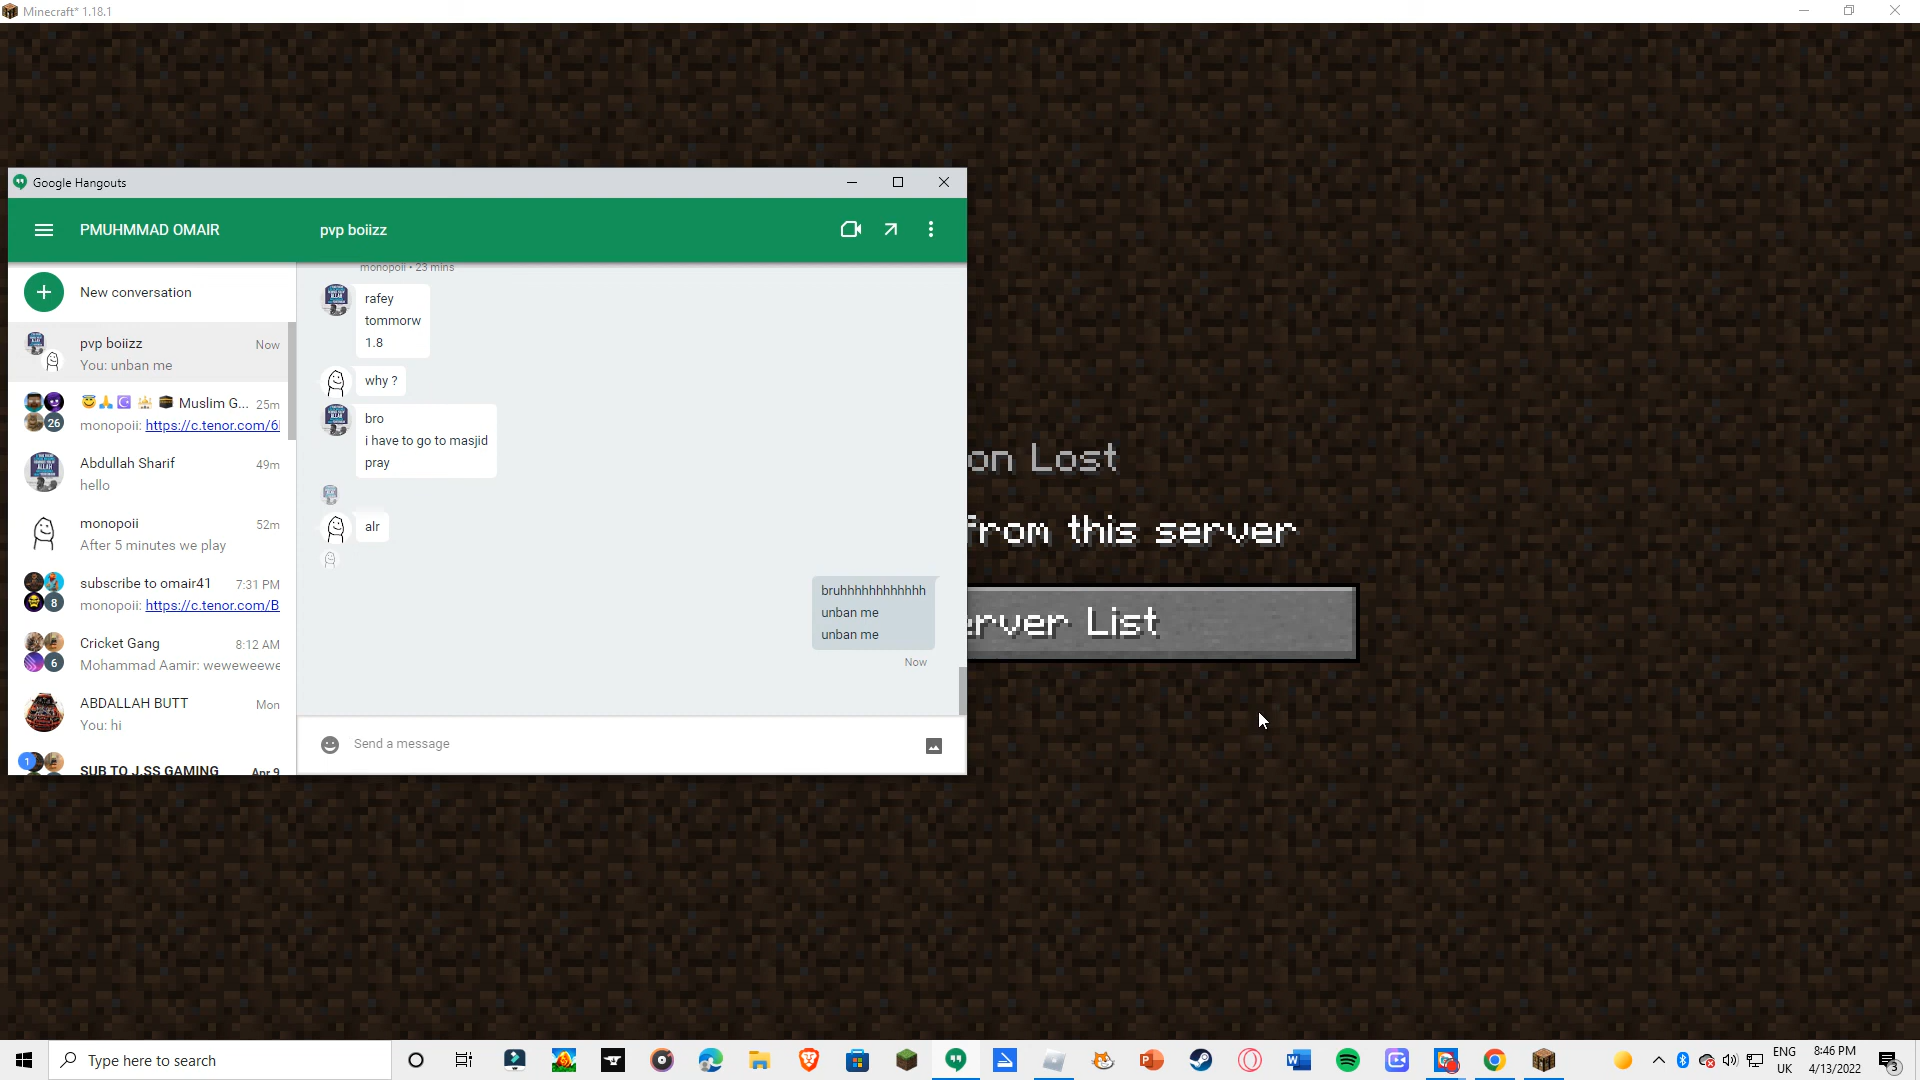 Minecraft* 1.18.1
Google Hangouts
PMUHMMAD OMAIR
pvp boiizz
New conversation
pvp boiizz
Now
You: unban me
Muslim G...
25m
26
monopoii: https://c.tenor.com/6
Abdullah Sharif
49m
hello
monopoii
52m
After 5 minutes we play
subscribe to omair41
7:31 PM
8
monopoii: https://c.tenor.com/B
Cricket Gang
8:12 AM
6
Mohammad Aamir: weweweewe
ABDALLAH BUTT
Mon
You: hi
1
SUB TO J.SS GAMING
Apr 9
monopoii • 23 mins
rafey
tommorw
1.8
why ?
bro
i have to go to masjid
pray
alr
bruhhhhhhhhhhhh
unban me
unban me
Now
Send a message
on Lost
from this server
erver List
Type here to search
ENG
UK
8:46 PM
4/13/2022
3